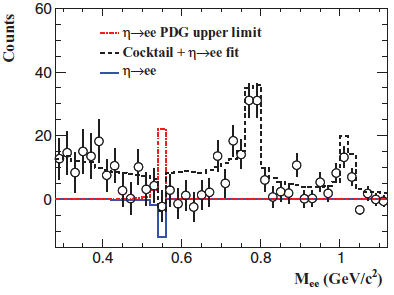 60
40
20
0
Counts
η→ee PDG upper limit
Cocktail + η→ee fit
η→ee
0.4 0.6 0.8 1
Mee (GeV/c²)